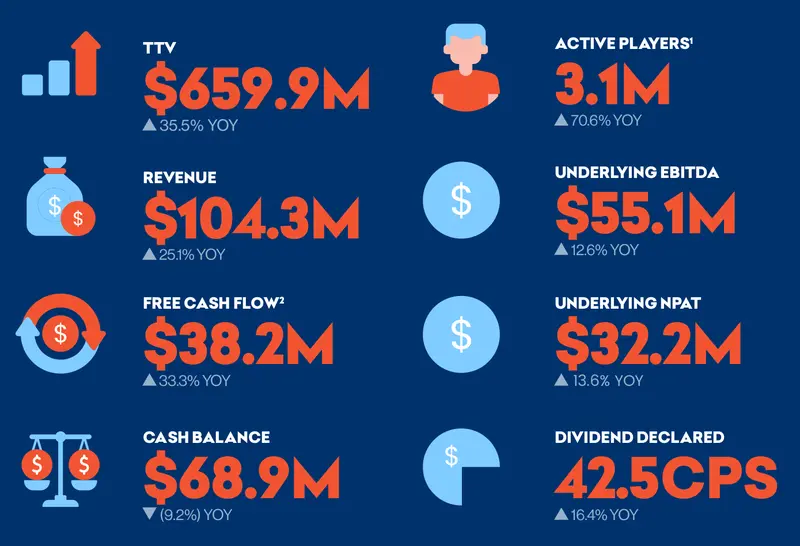 TTV
$659.9M
▲ 35.5% YOY
ACTIVE PLAYERS¹
3.1M
▲ 70.6% YOY
REVENUE
$104.3M
▲ 25.1% YOY
$
$
UNDERLYING EBITDA
$55.1M
▲ 12.6% YOY
$
FREE CASH FLOW²
$38.2M
▲ 33.3% YOY
$
UNDERLYING NPAT
$32.2M
▲ 13.6% YOY
$
CASH BALANCE
$68.9M
▼ (9.2%) YOY
$
$
DIVIDEND DECLARED
42.5CPS
▲ 16.4% YOY
$